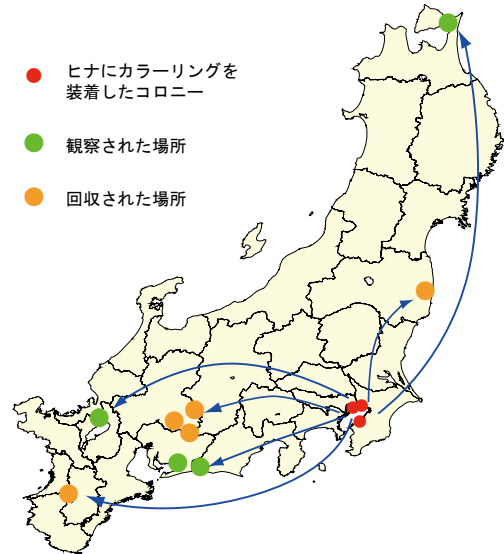 ヒナにカラーリングを
装着したコロニー
観察された場所
回収された場所